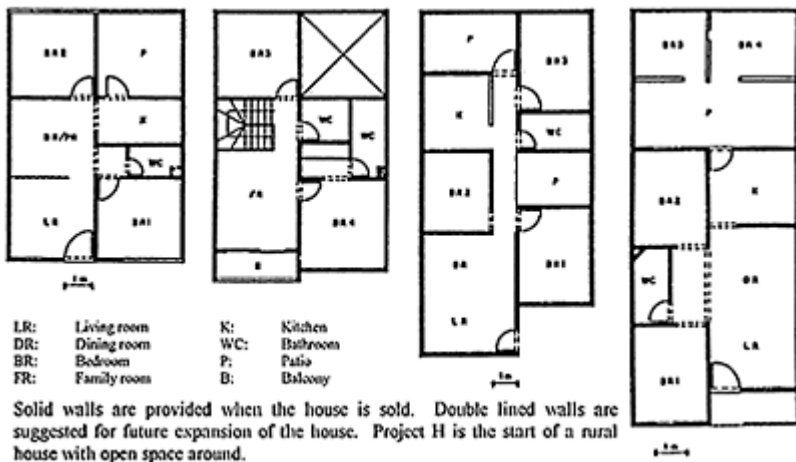 BR2
P
BR3
P
BR3
BR3
BR4
K
WC
WC
K
WC
P
WC
P
BR2
BR2
K
LR
BR1
FR
BR4
DR
BR1
WC
DR
LR
LR
B
BR1
LR: Living room
DR: Dining room
BR: Bedroom
FR: Family room
K: Kitchen
WC: Bathroom
P: Patio
B: Balcony
Solid walls are provided when the house is sold. Double lined walls are
suggested for future expansion of the house. Project H is the start of a rural
house with open space around.